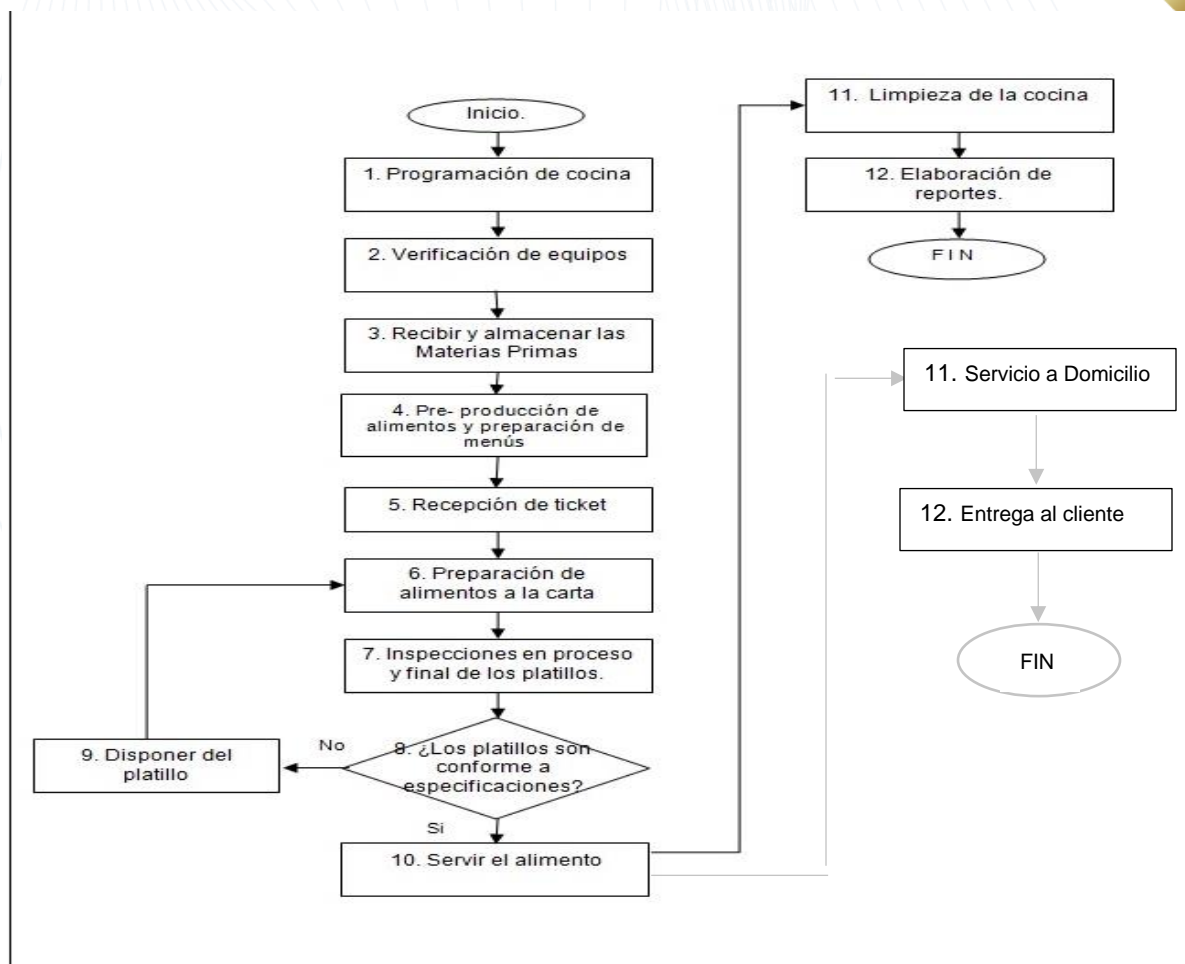 Inicio.
1. Programación de cocina
2. Verificación de equipos
3. Recibir y almacenar las
Materias Primas
4. Pre- producción de
alimentos y preparación de
menús
5. Recepción de ticket
6. Preparación de
alimentos a la carta
7. Inspecciones en proceso
y final de los platillos.
8. ¿Los platillos son
conforme a
especificaciones?
No
9. Disponer del
platillo
Si
10. Servir el alimento
11. Limpieza de la cocina
12. Elaboración de
reportes.
F I N
11. Servicio a Domicilio
12. Entrega al cliente
FIN